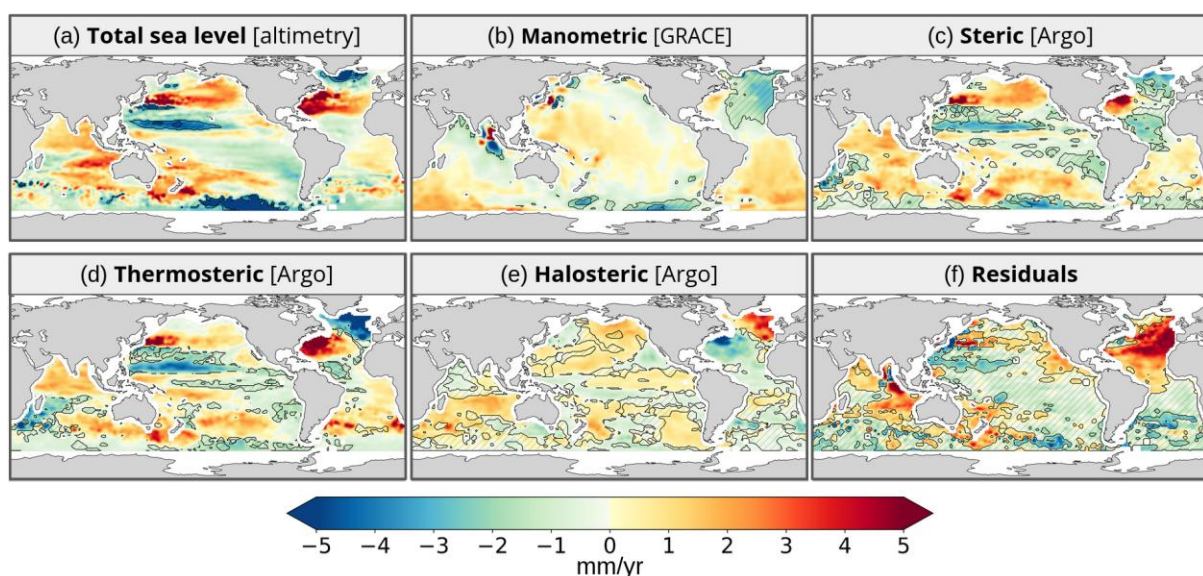 (a) Total sea level [altimetry]
(b) Manometric [GRACE]
(c) Steric [Argo]
(d) Thermosteric [Argo]
(e) Halosteric [Argo]
(f) Residuals
−5 −4 −3 −2 −1 0 1 2 3 4 5
mm/yr